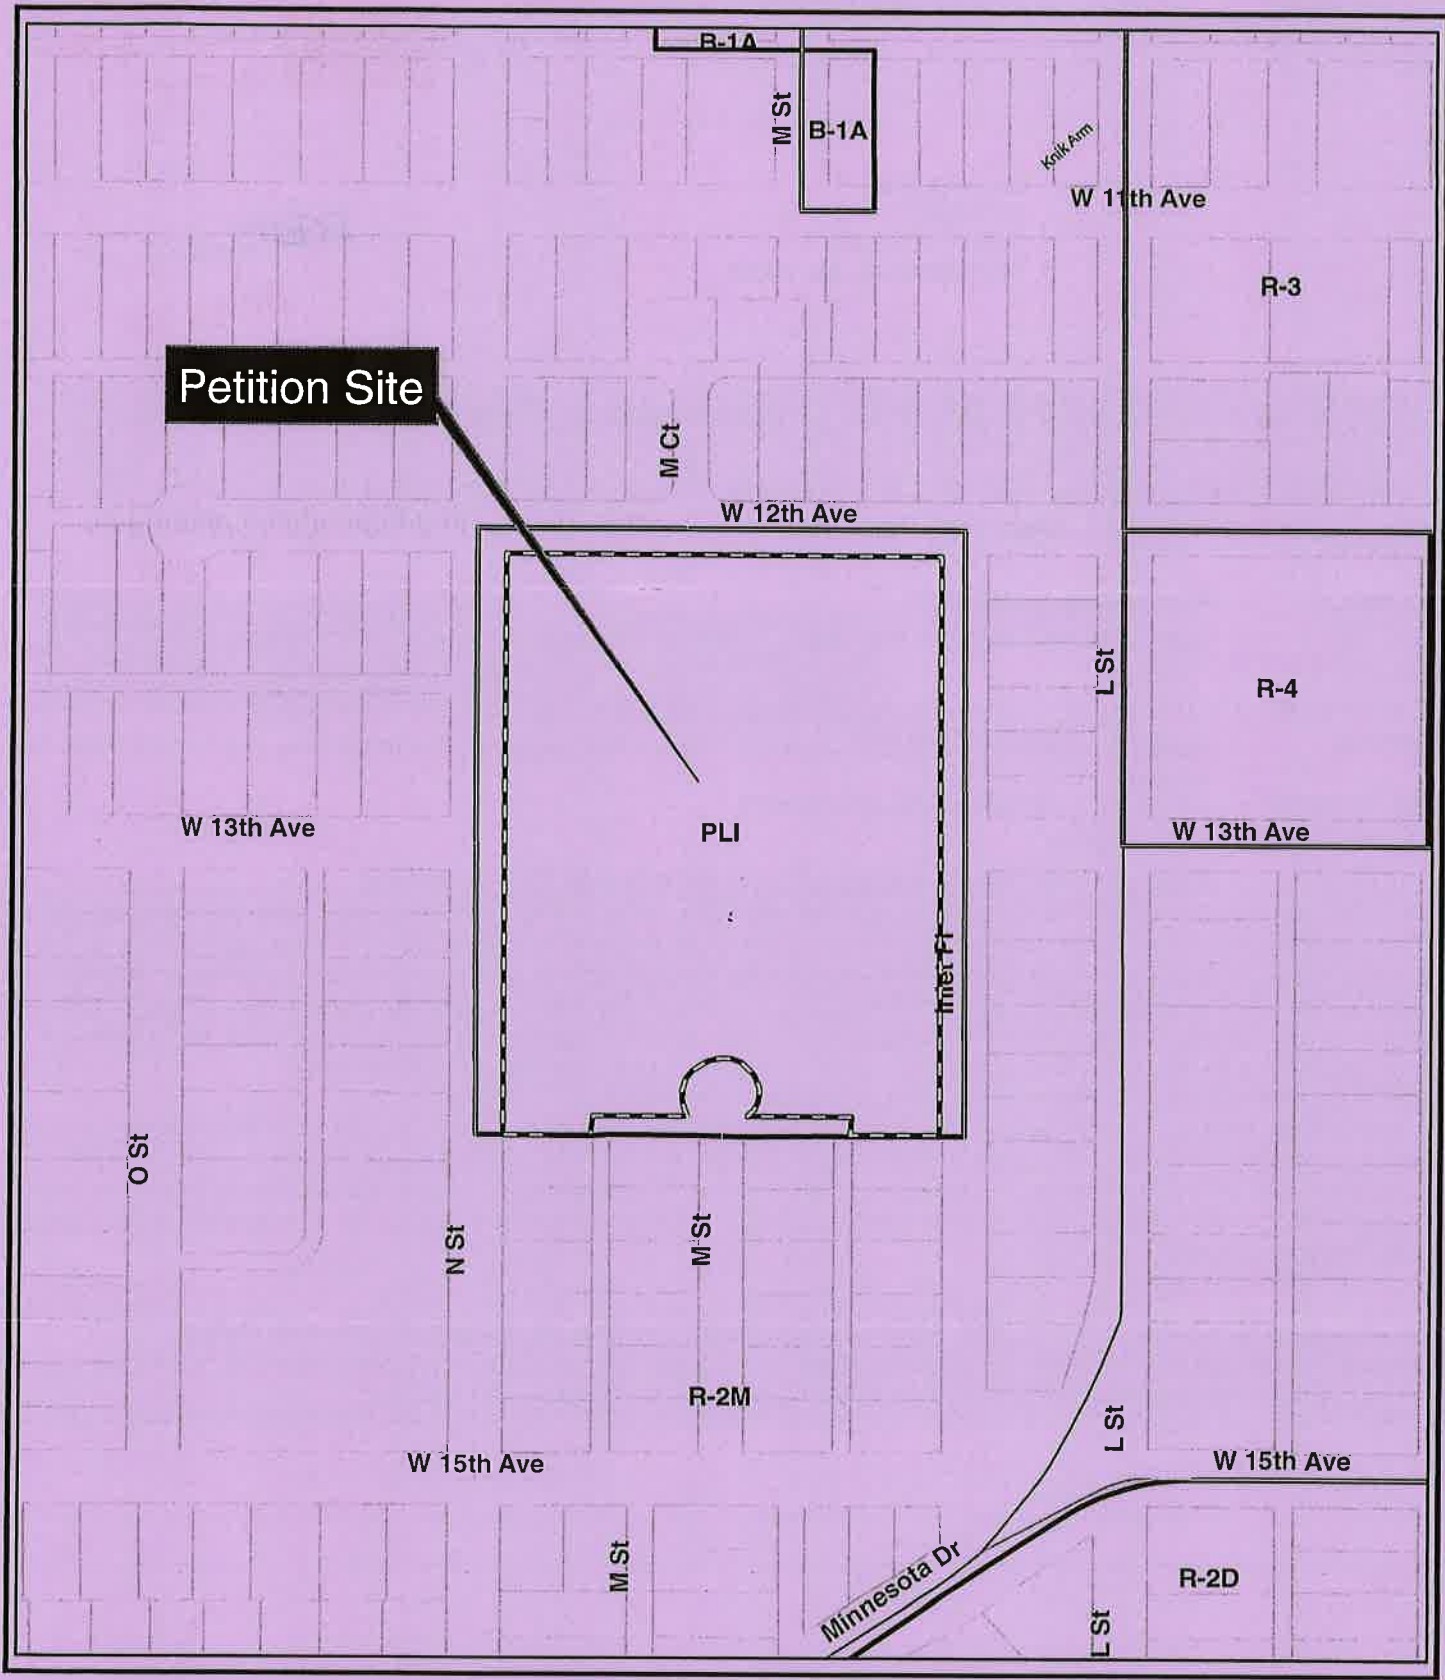 B-1A
M St
B-1A
Knik Arm
W 11th Ave
R-3
Petition Site
M Ct
W 12th Ave
L St
R-4
W 13th Ave
PLI
W 13th Ave
Inlet Pl
O St
N St
M St
R-2M
L St
W 15th Ave
W 15th Ave
M St
Minnesota Dr
R-2D
L St